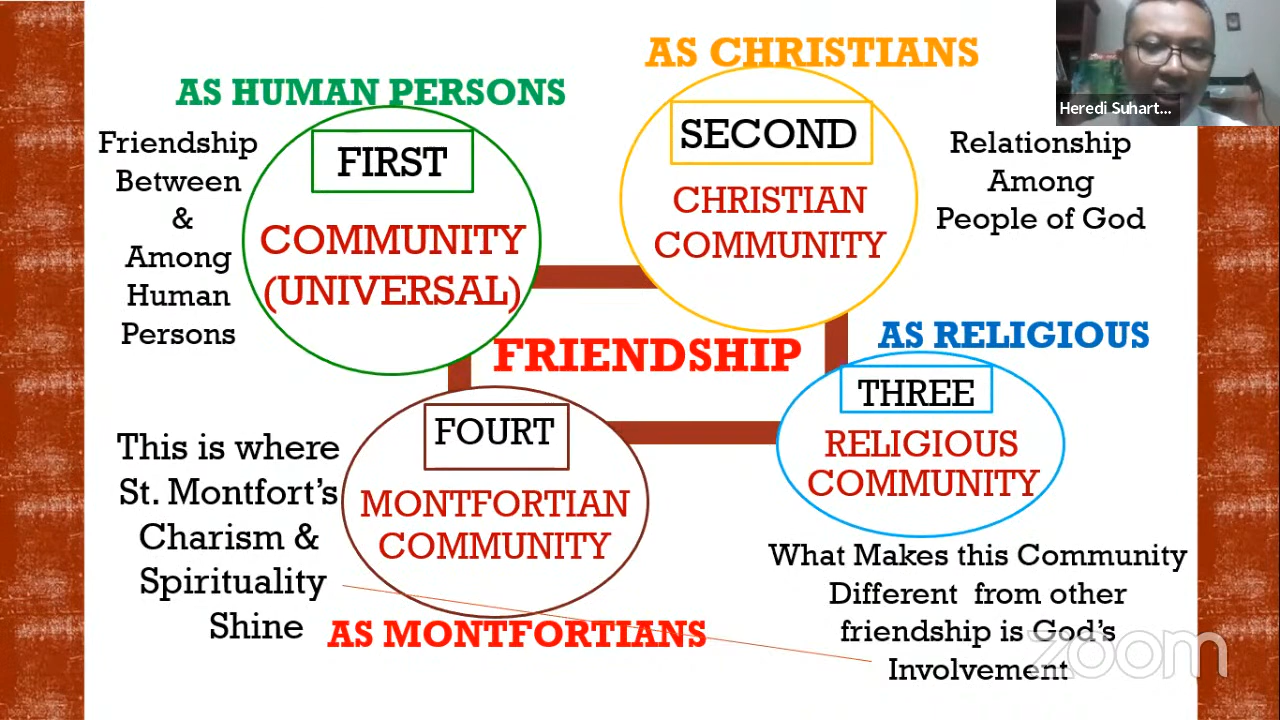 AS HUMAN PERSONS
Friendship
Between
&
Among
Human
Persons
FIRST
COMMUNITY
(UNIVERSAL)
AS CHRISTIANS
SECOND
CHRISTIAN
COMMUNITY
Relationship
Among
People of God
Heredi Suhart...
FRIENDSHIP
AS RELIGIOUS
THREE
RELIGIOUS
COMMUNITY
What Makes this Community
Different from other
friendship is God's
Involvement
FOURT
MONTFORTIAN
COMMUNITY
This is where
St. Montfort's
Charism &
Spirituality
Shine
AS MONTFORTIANS
zoom